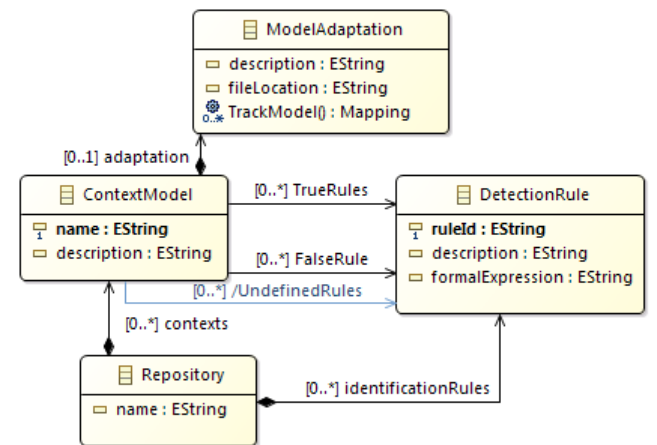 ModelAdaptation
description : EString
fileLocation : EString
0..* TrackModel() : Mapping
[0..1] adaptation
ContextModel
1 name : EString
description : EString
[0..*] TrueRules
[0..*] FalseRule
[0..*] /UndefinedRules
DetectionRule
1 ruleId : EString
description : EString
formalExpression : EString
[0..*] contexts
Repository
name : EString
[0..*] identificationRules